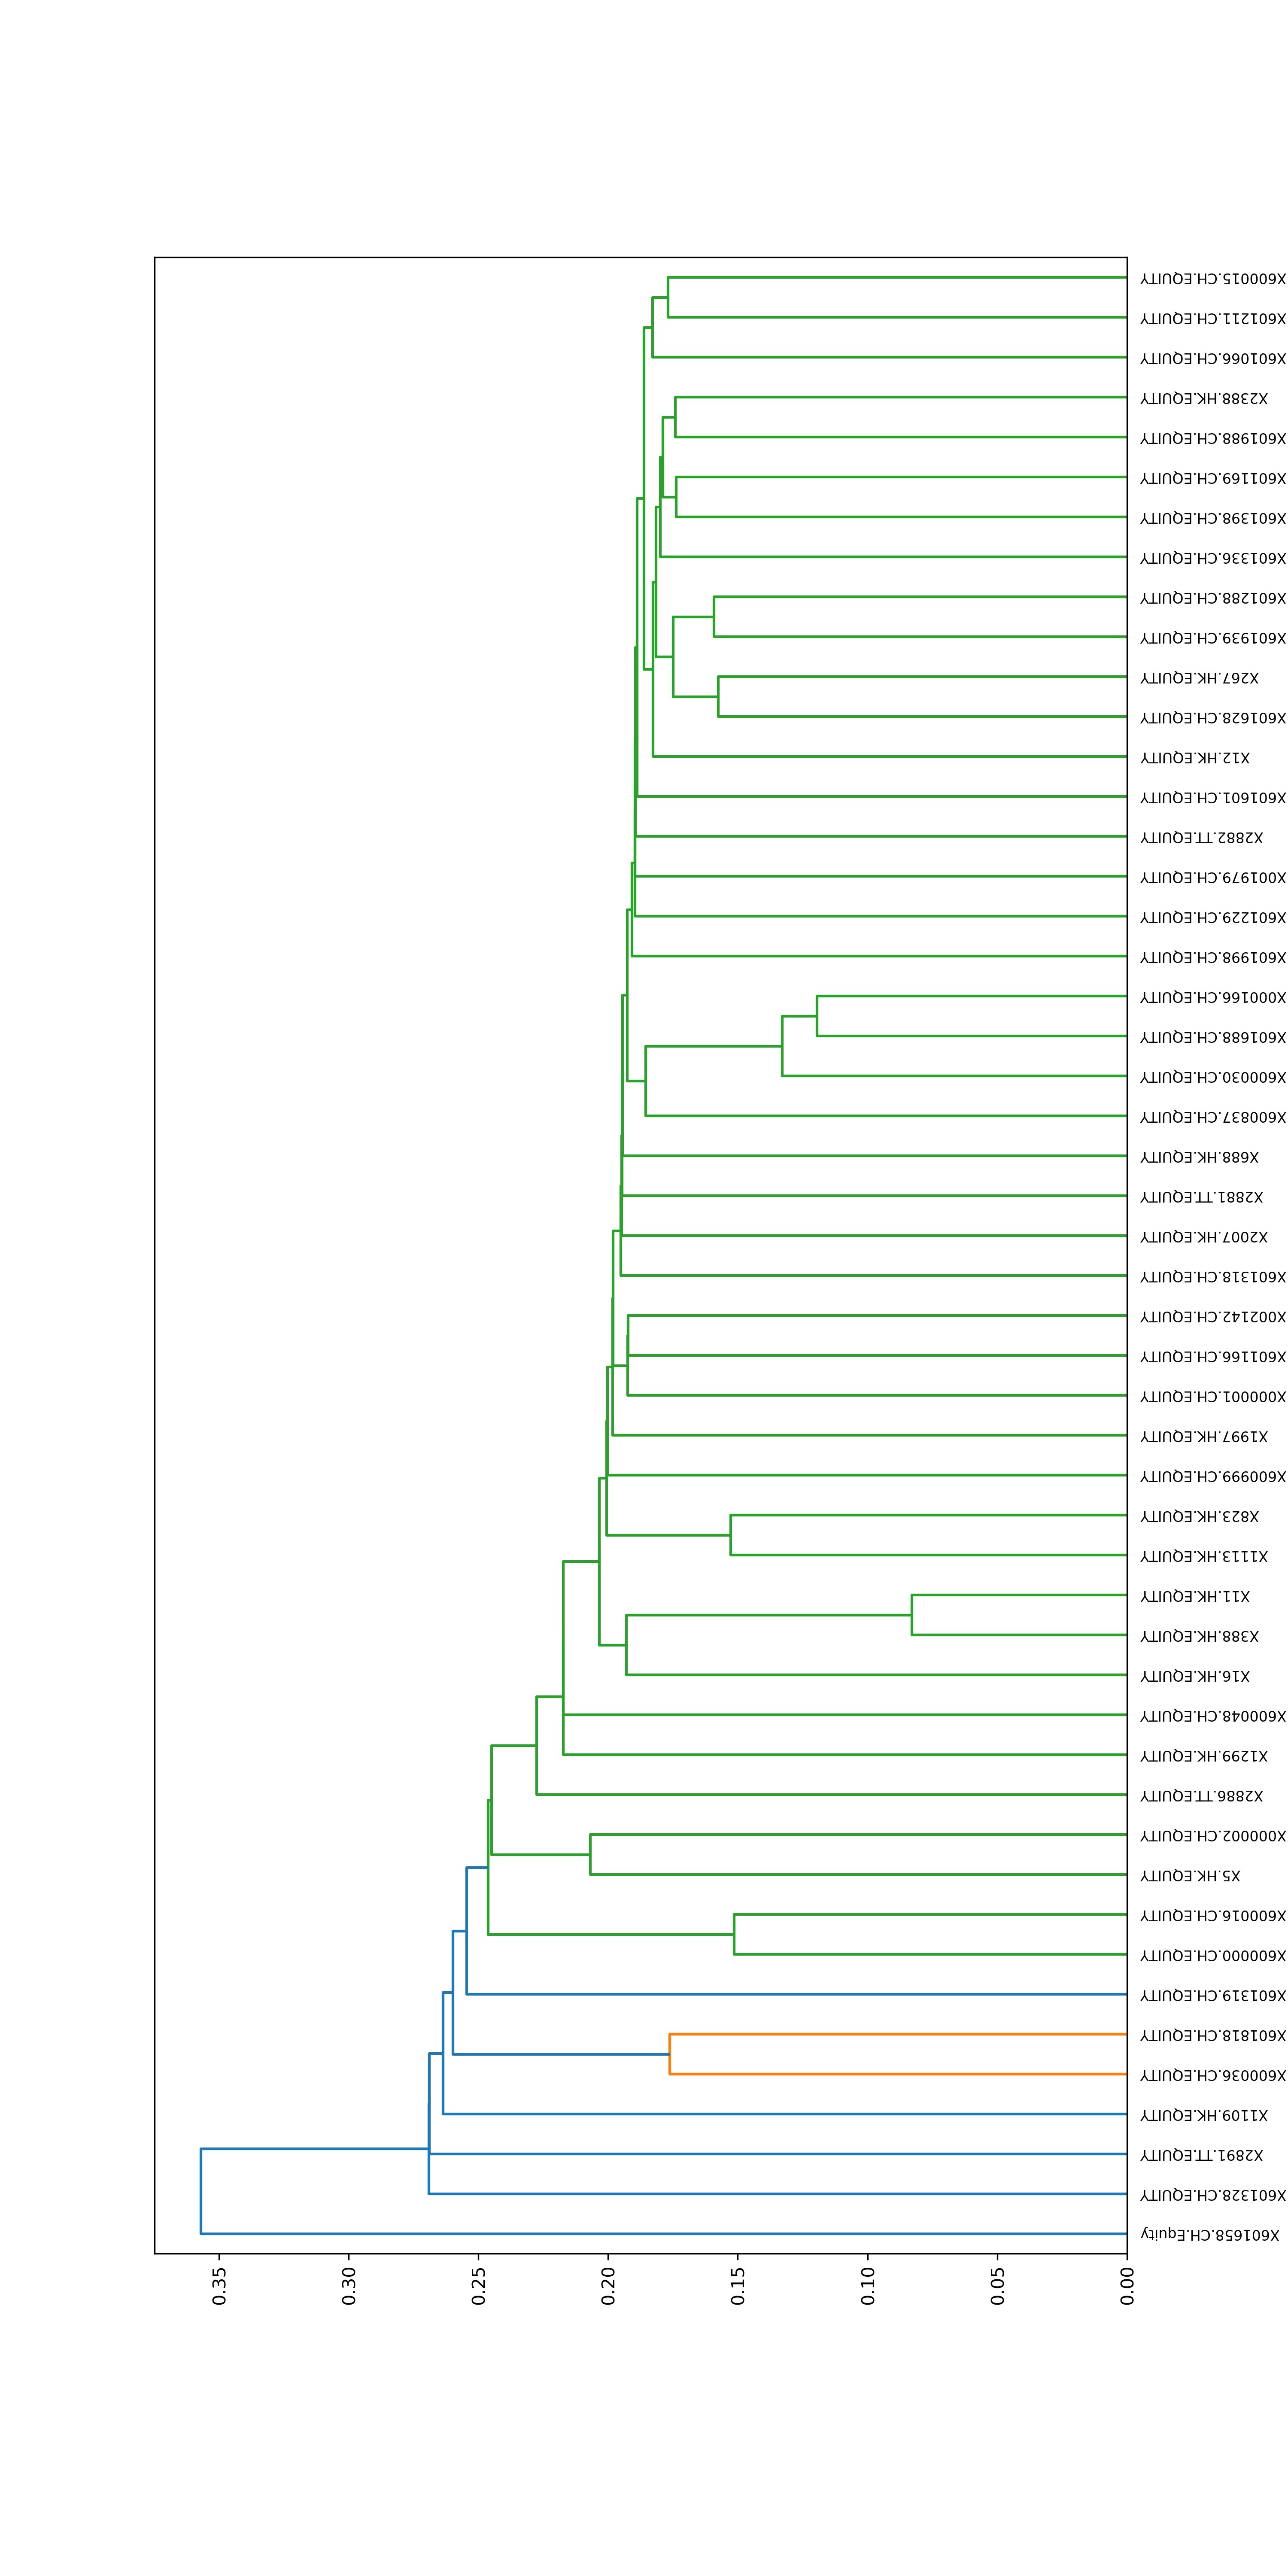 X600015.CH.EQUITY
X601211.CH.EQUITY
X601066.CH.EQUITY
X2388.HK.EQUITY
X601988.CH.EQUITY
X601169.CH.EQUITY
X601398.CH.EQUITY
X601336.CH.EQUITY
X601288.CH.EQUITY
X601939.CH.EQUITY
X267.HK.EQUITY
X601628.CH.EQUITY
X12.HK.EQUITY
X601601.CH.EQUITY
X2882.TT.EQUITY
X001979.CH.EQUITY
X601229.CH.EQUITY
X601998.CH.EQUITY
X000166.CH.EQUITY
X601688.CH.EQUITY
X600030.CH.EQUITY
X600837.CH.EQUITY
X688.HK.EQUITY
X2881.TT.EQUITY
X2007.HK.EQUITY
X601318.CH.EQUITY
X002142.CH.EQUITY
X601166.CH.EQUITY
X000001.CH.EQUITY
X1997.HK.EQUITY
X600999.CH.EQUITY
X823.HK.EQUITY
X1113.HK.EQUITY
X11.HK.EQUITY
X388.HK.EQUITY
X16.HK.EQUITY
X600048.CH.EQUITY
X1299.HK.EQUITY
X2886.TT.EQUITY
X000002.CH.EQUITY
X5.HK.EQUITY
X600016.CH.EQUITY
X600000.CH.EQUITY
X601319.CH.EQUITY
X601818.CH.EQUITY
X600036.CH.EQUITY
X1109.HK.EQUITY
X2891.TT.EQUITY
X601328.CH.EQUITY
X601658.CH.Equity
0.35
0.30
0.25
0.20
0.15
0.10
0.05
0.00